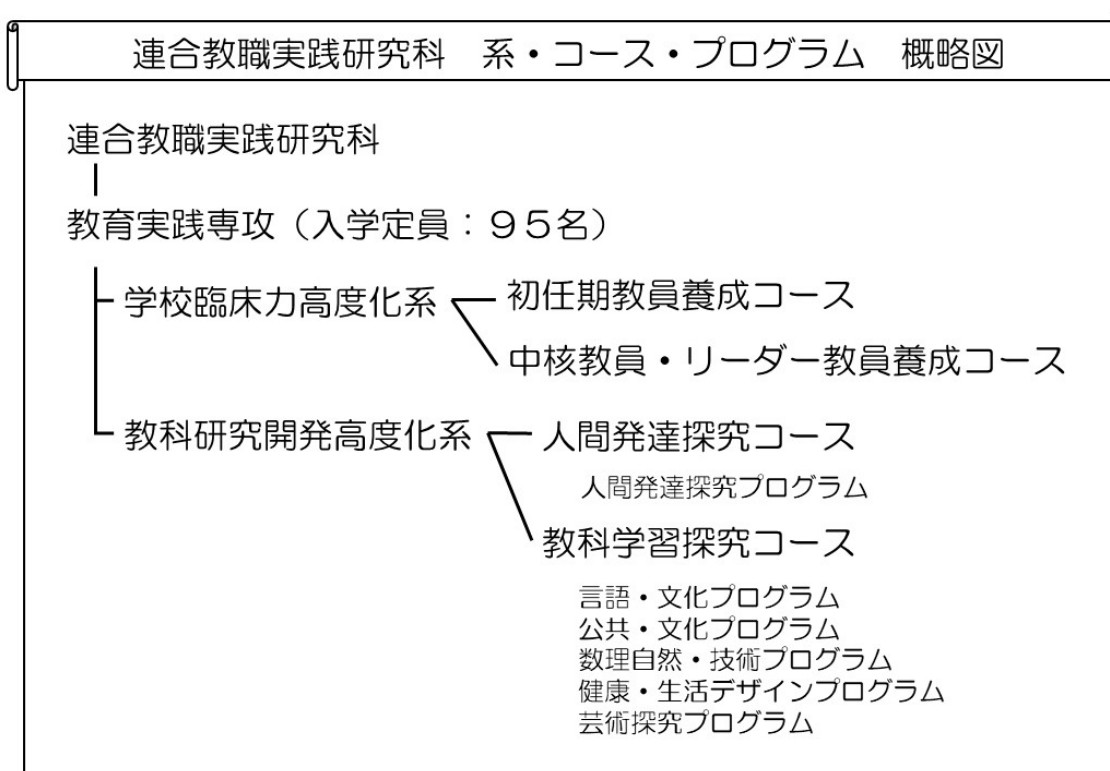 連合教職実践研究科　系・コース・プログラム　概略図
連合教職実践研究科
教育実践専攻（入学定員：９５名）
学校臨床力高度化系
初任期教員養成コース
中核教員・リーダー教員養成コース
教科研究開発高度化系
人間発達探究コース
人間発達探究プログラム
教科学習探究コース
言語・文化プログラム
公共・文化プログラム
数理自然・技術プログラム
健康・生活デザインプログラム
芸術探究プログラム